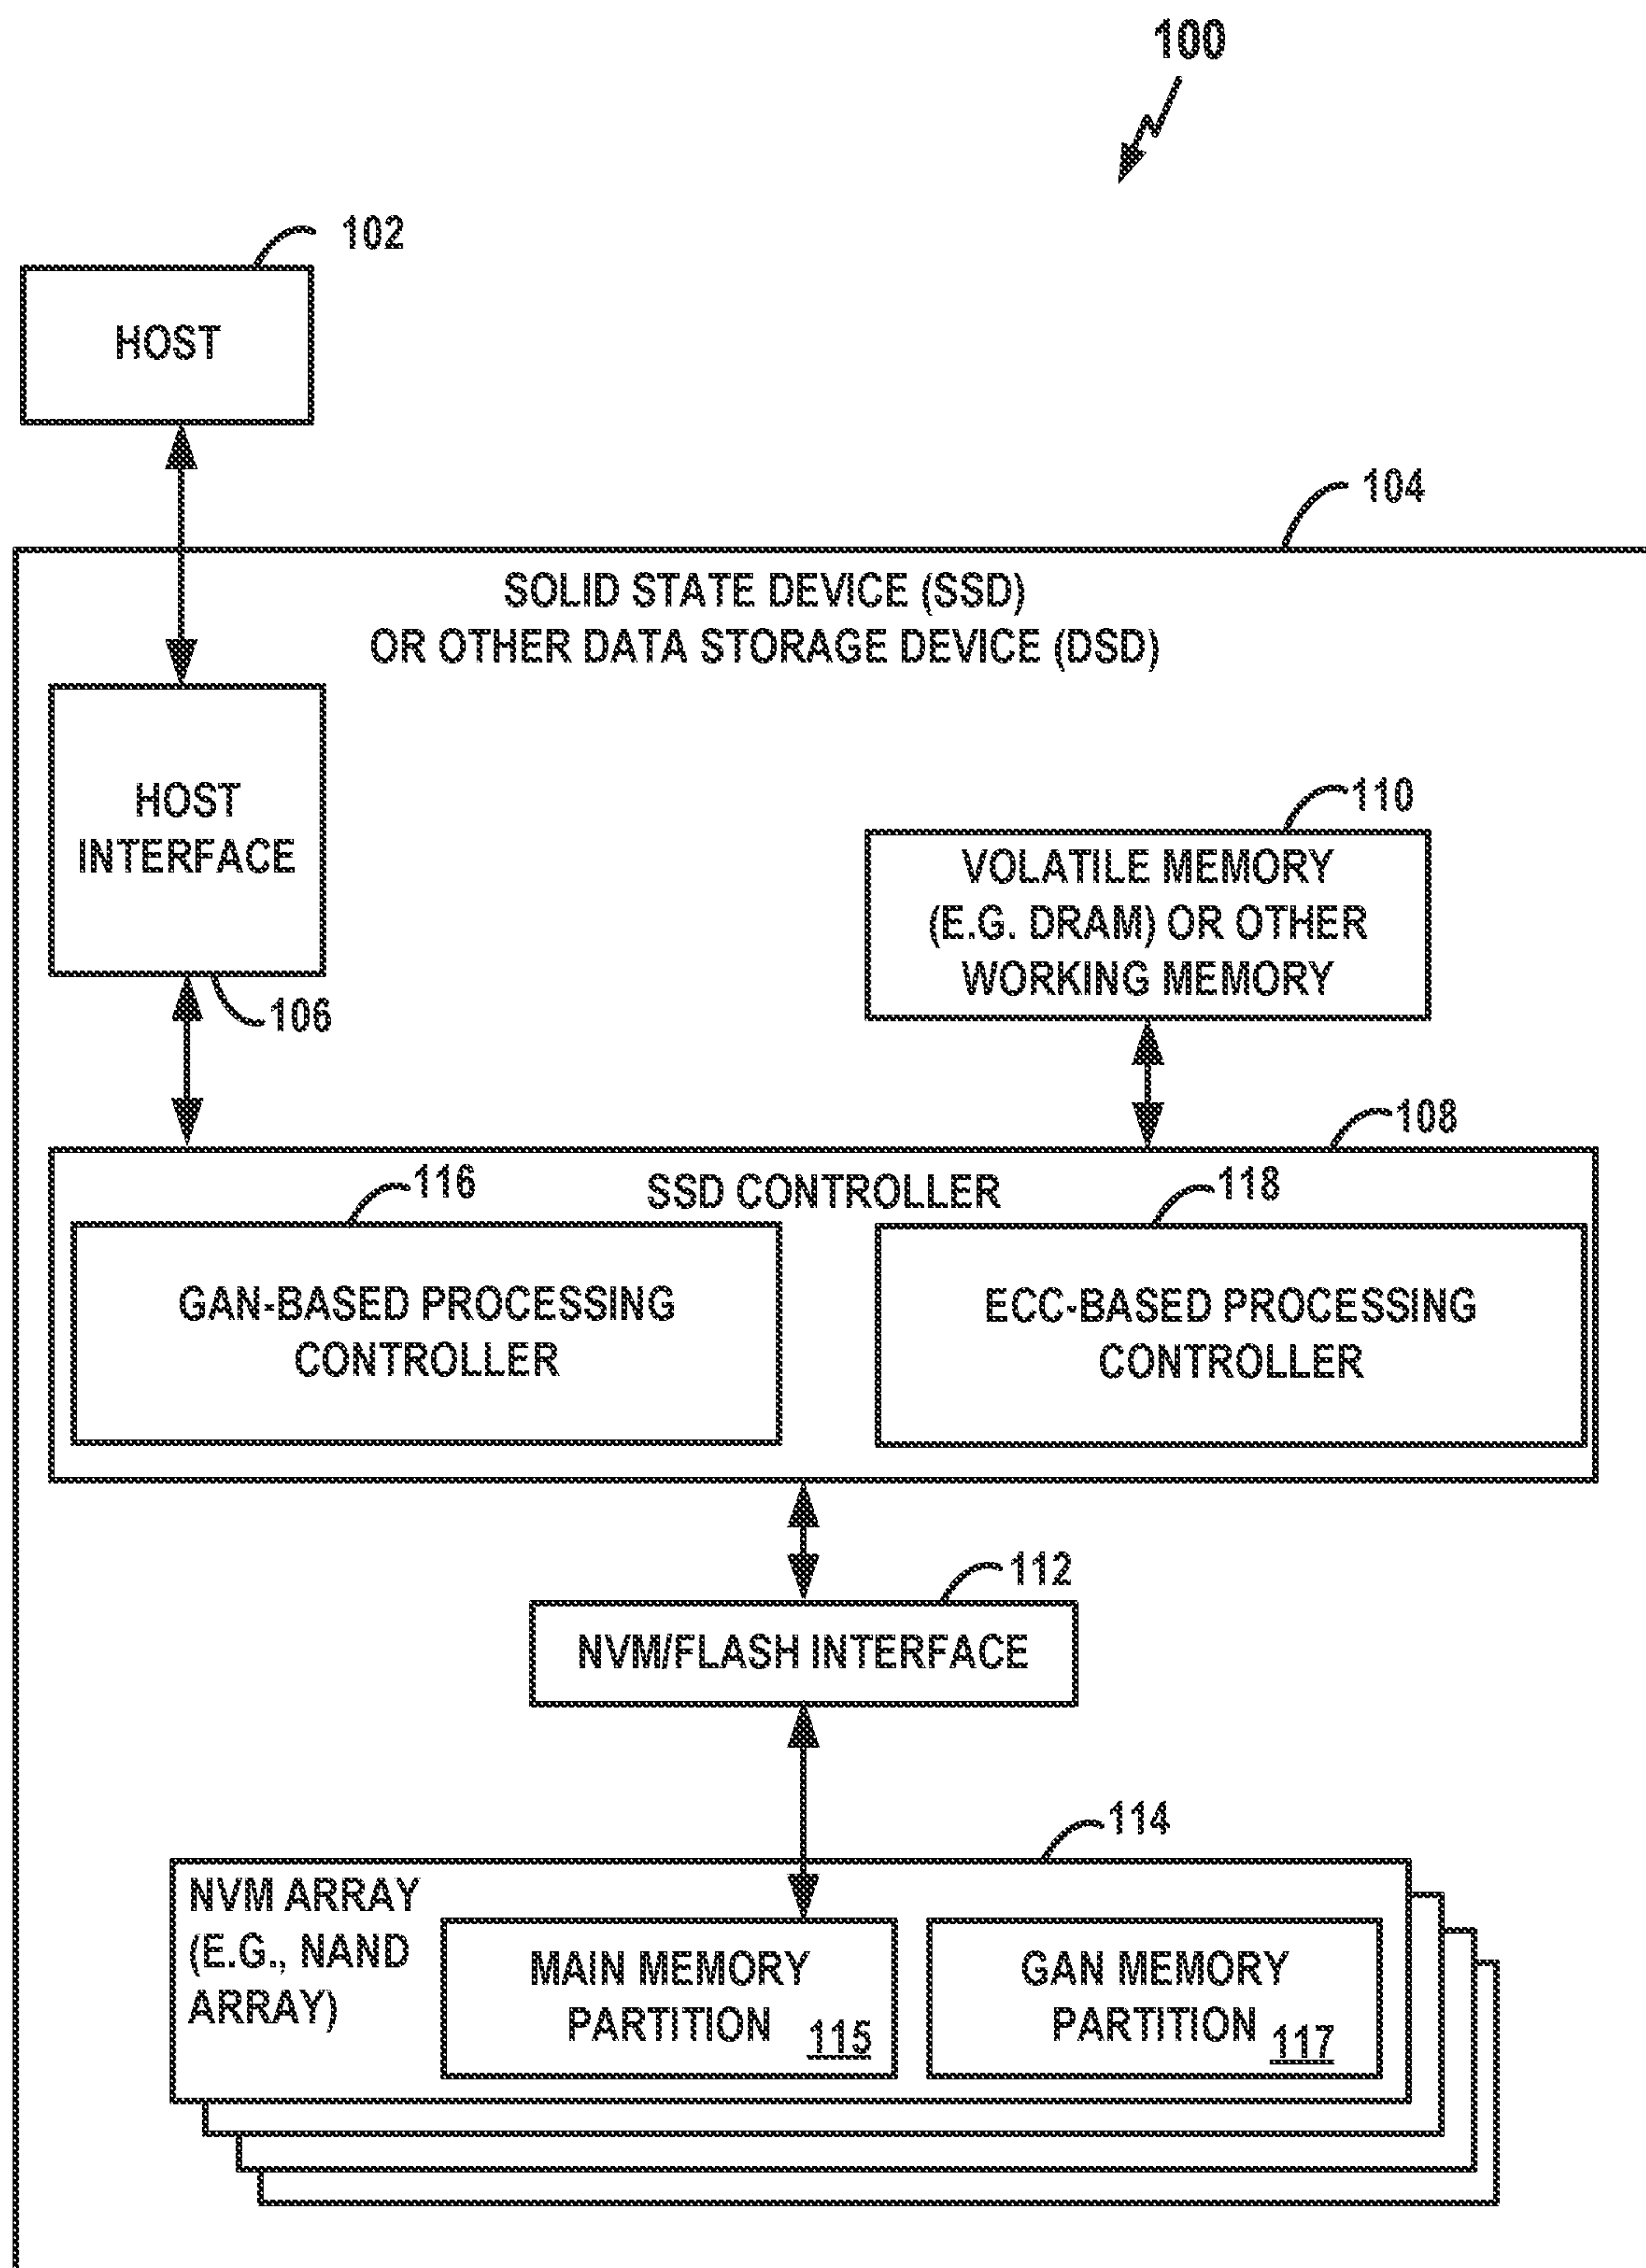 100
102
HOST
104
SOLID STATE DEVICE (SSD)
OR OTHER DATA STORAGE DEVICE (DSD)
HOST
INTERFACE
106
110
VOLATILE MEMORY
(E.G. DRAM) OR OTHER
WORKING MEMORY
108
SSD CONTROLLER
116
GAN-BASED PROCESSING
CONTROLLER
118
ECC-BASED PROCESSING
CONTROLLER
112
NVM/FLASH INTERFACE
114
NVM ARRAY
(E.G., NAND
ARRAY)
MAIN MEMORY
PARTITION 115
GAN MEMORY
PARTITION 117